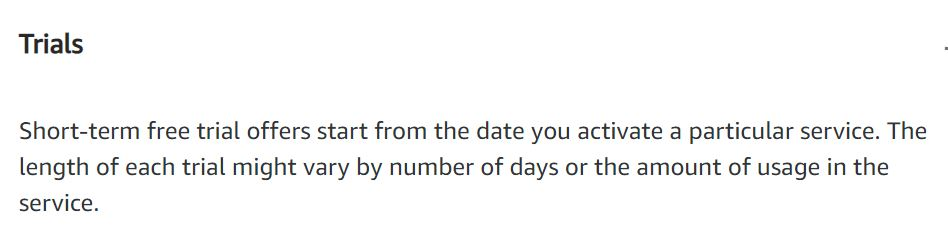 Trials
Short-term free trial offers start from the date you activate a particular service. The
length of each trial might vary by number of days or the amount of usage in the
service.